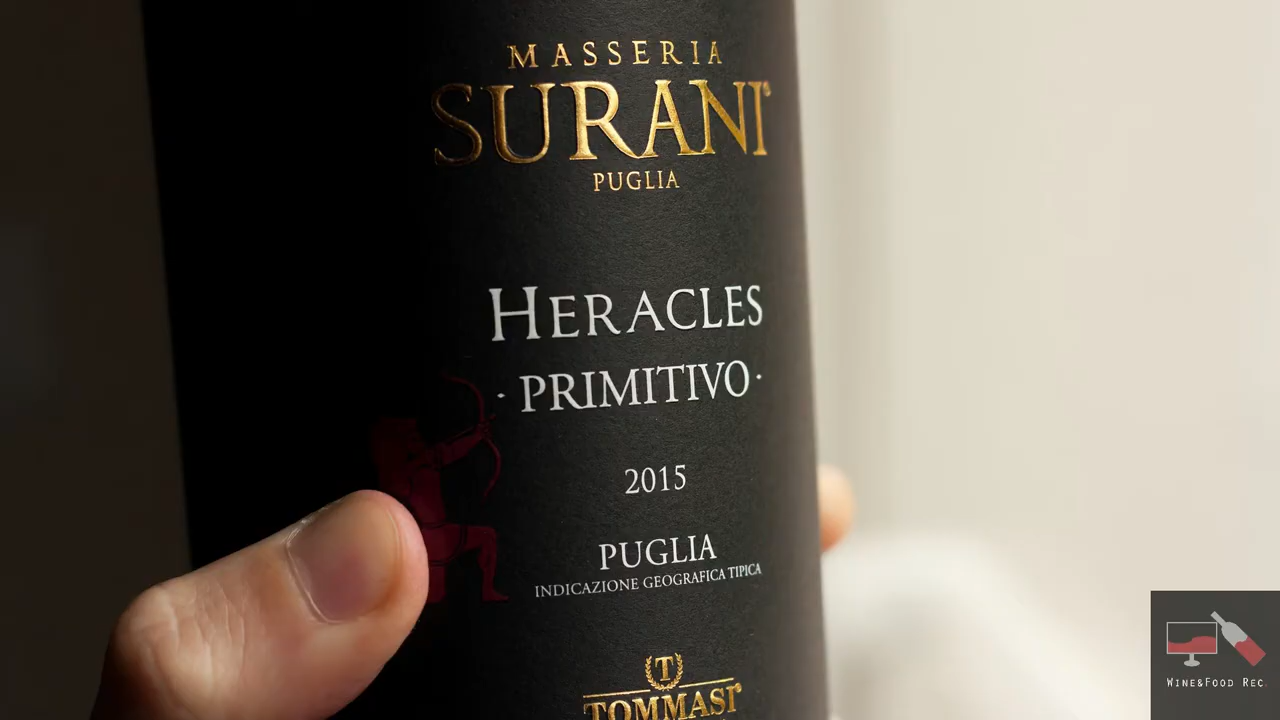 MASSERIA
SURANI®
PUGLIA
HERACLES
· PRIMITIVO ·
2015
PUGLIA
INDICAZIONE GEOGRAFICA TIPICA
T
TOMMASI®
WINE&FOOD REC.